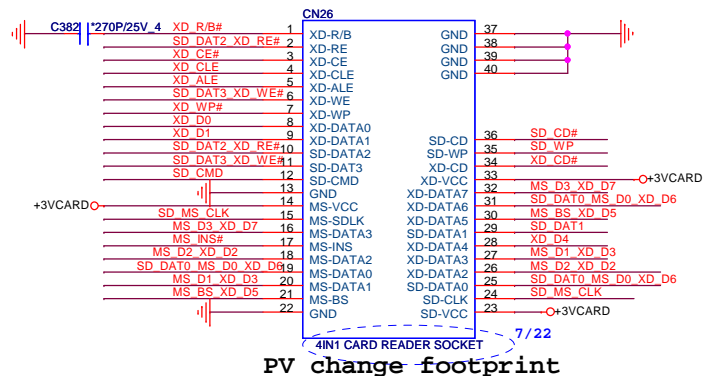 CN26
C382 *270P/25V_4 XD_R/B# 1 XD-R/B GND 37
SD_DAT2_XD_RE# 2 XD-RE GND 38
XD_CE# 3 XD-CE GND 39
XD_CLE 4 XD-CLE GND 40
XD_ALE 5 XD-ALE
SD_DAT3_XD_WE# 6 XD-WE
XD_WP# 7 XD-WP
XD_D0 8 XD-DATA0
XD_D1 9 XD-DATA1 SD-CD 36 SD_CD#
SD_DAT2_XD_RE# 10 SD-DATA2 SD-WP 35 SD_WP
SD_DAT3_XD_WE# 11 SD-DAT3 XD-CD 34 XD_CD#
SD_CMD 12 SD-CMD XD-VCC 33 +3VCARD
13 GND XD-DATA7 32 MS_D3_XD_D7
+3VCARD 14 MS-VCC XD-DATA6 31 SD_DAT0_MS_D0_XD_D6
SD_MS_CLK 15 MS-SDLK XD-DATA5 30 MS_BS_XD_D5
MS_D3_XD_D7 16 MS-DATA3 SD-DATA1 29 SD_DAT1
MS_INS# 17 MS-INS XD-DATA4 28 XD_D4
MS_D2_XD_D2 18 MS-DATA2 XD-DATA3 27 MS_D1_XD_D3
SD_DAT0_MS_D0_XD_D6 19 MS-DATA0 XD-DATA2 26 MS_D2_XD_D2
MS_D1_XD_D3 20 MS-DATA1 SD-DATA0 25 SD_DAT0_MS_D0_XD_D6
MS_BS_XD_D5 21 MS-BS SD-CLK 24 SD_MS_CLK
22 GND SD-VCC 23 +3VCARD
7/22
4IN1 CARD READER SOCKET
PV change footprint